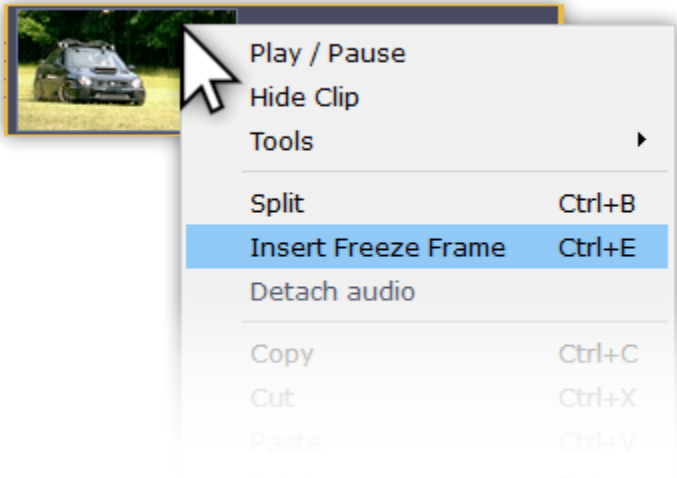 Play / Pause
Hide Clip
Tools
Split Ctrl+B
Insert Freeze Frame Ctrl+E
Detach audio
Copy Ctrl+C
Cut Ctrl+X
Paste Ctrl+V